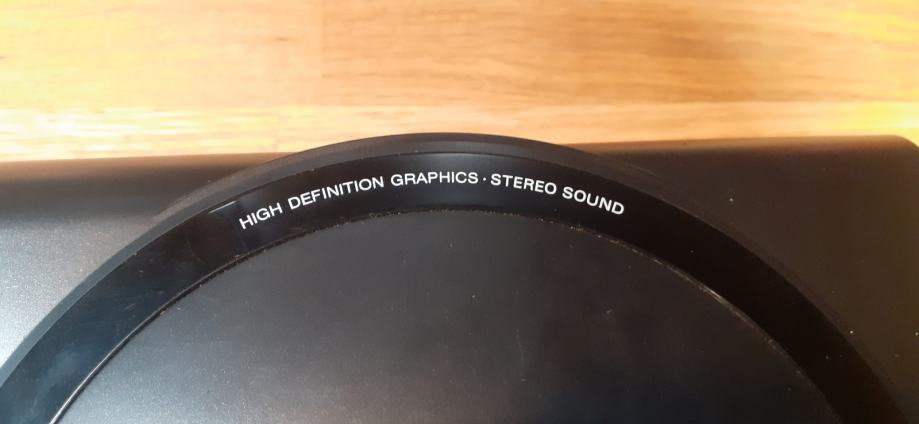 HIGH DEFINITION GRAPHICS · STEREO SOUND